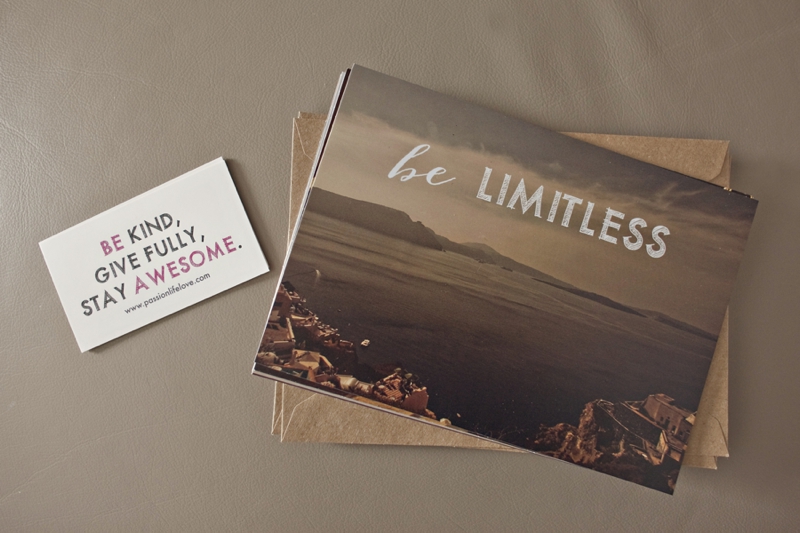 BE KIND,
GIVE FULLY,
STAY AWESOME.
www.passionlifelove.com
be LIMITLESS